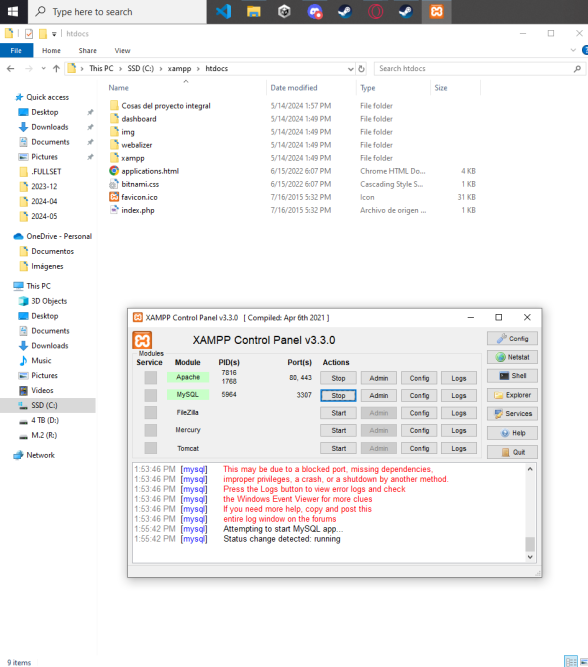 Type here to search
htdocs
File Home Share View
This PC SSD (C:) xampp htdocs
Search htdocs
Name Date modified Type Size
Quick access
Desktop
Downloads
Documents
Pictures
.FULLSET
2023-12
2024-04
2024-05
OneDrive - Personal
Documentos
Imágenes
This PC
3D Objects
Desktop
Documents
Downloads
Music
Pictures
Videos
SSD (C:)
4 TB (D:)
M.2 (R:)
Network
Cosas del proyecto integral 5/14/2024 1:57 PM File folder
dashboard 5/14/2024 1:49 PM File folder
img 5/14/2024 1:49 PM File folder
webalizer 5/14/2024 1:49 PM File folder
xampp 5/14/2024 1:49 PM File folder
applications.html 6/15/2022 6:07 PM Chrome HTML Do... 4 KB
bitnami.css 6/15/2022 6:07 PM Cascading Style S... 1 KB
favicon.ico 7/16/2015 5:32 PM Icon 31 KB
index.php 7/16/2015 5:32 PM Archivo de origen ... 1 KB
XAMPP Control Panel v3.3.0 [ Compiled: Apr 6th 2021 ]
XAMPP Control Panel v3.3.0
Modules
Service Module PID(s) Port(s) Actions
Apache 7816 1768 80, 443 Stop Admin Config Logs
MySQL 5964 3307 Stop Admin Config Logs
FileZilla Start Admin Config Logs
Mercury Start Admin Config Logs
Tomcat Start Admin Config Logs
Config
Netstat
Shell
Explorer
Services
Help
Quit
1:53:46 PM [mysql] This may be due to a blocked port, missing dependencies,
1:53:46 PM [mysql] improper privileges, a crash, or a shutdown by another method.
1:53:46 PM [mysql] Press the Logs button to view error logs and check
1:53:46 PM [mysql] the Windows Event Viewer for more clues
1:53:46 PM [mysql] If you need more help, copy and post this
1:53:46 PM [mysql] entire log window on the forums
1:55:42 PM [mysql] Attempting to start MySQL app...
1:55:42 PM [mysql] Status change detected: running
9 items